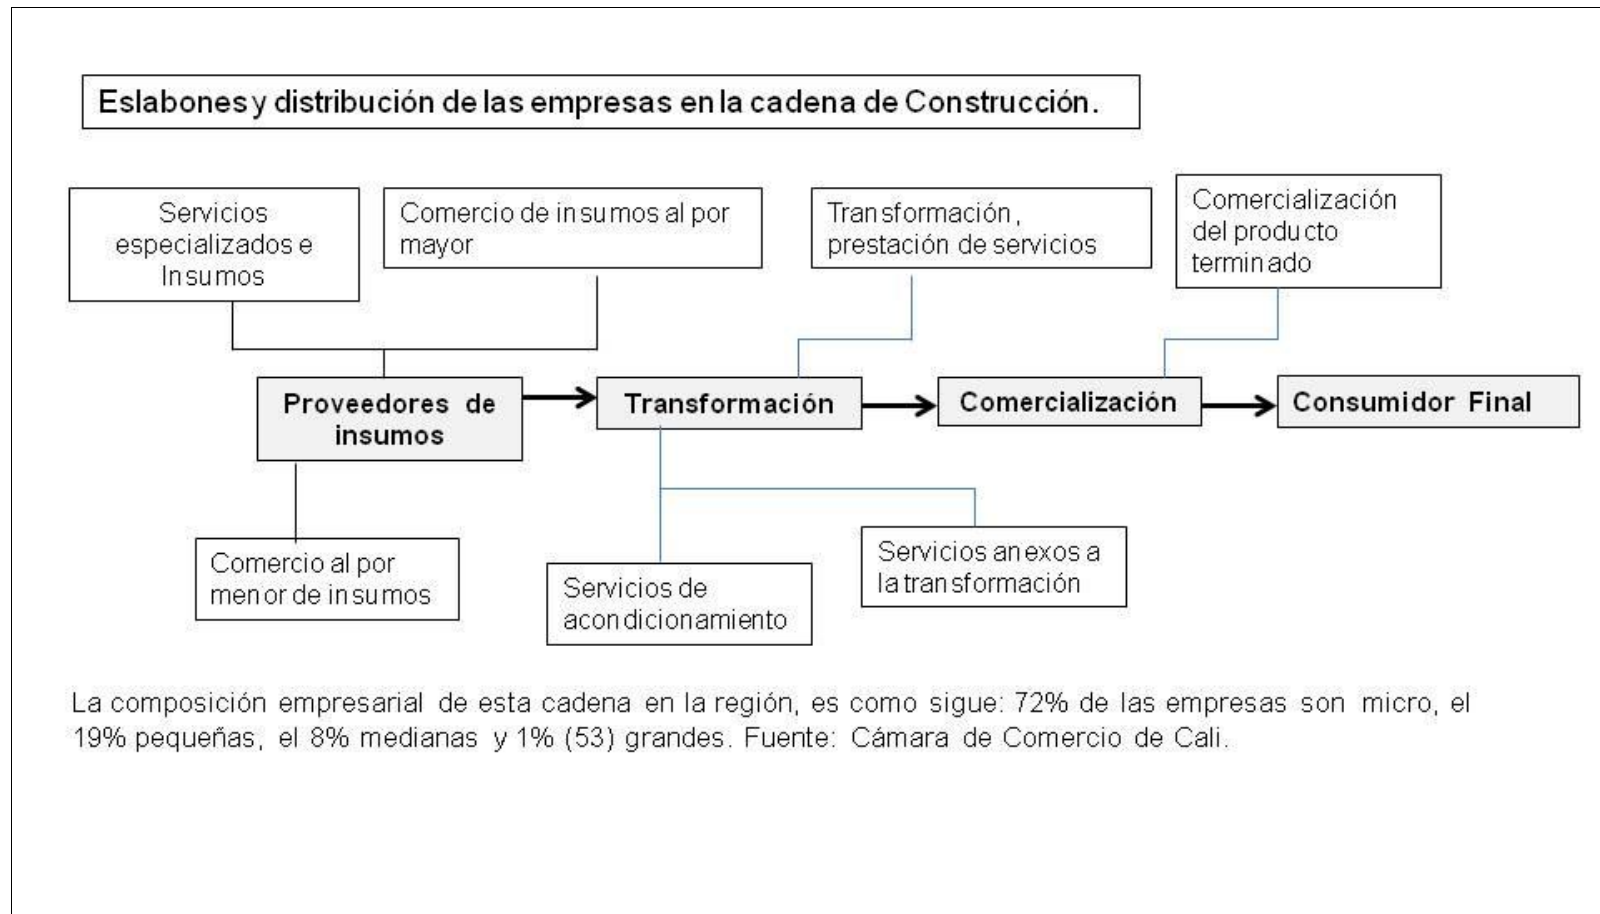 Eslabones y distribución de las empresas en la cadena de Construcción.
Servicios
especializados e
Insumos
Comercio de insumos al por
mayor
Transformación,
prestación de servicios
Comercialización
del producto
terminado
Proveedores de
insumos
Transformación
Comercialización
Consumidor Final
Comercio al por
menor de insumos
Servicios de
acondicionamiento
Servicios anexos a
la transformación
La composición empresarial de esta cadena en la región, es como sigue: 72% de las empresas son micro, el
19% pequeñas, el 8% medianas y 1% (53) grandes. Fuente: Cámara de Comercio de Cali.